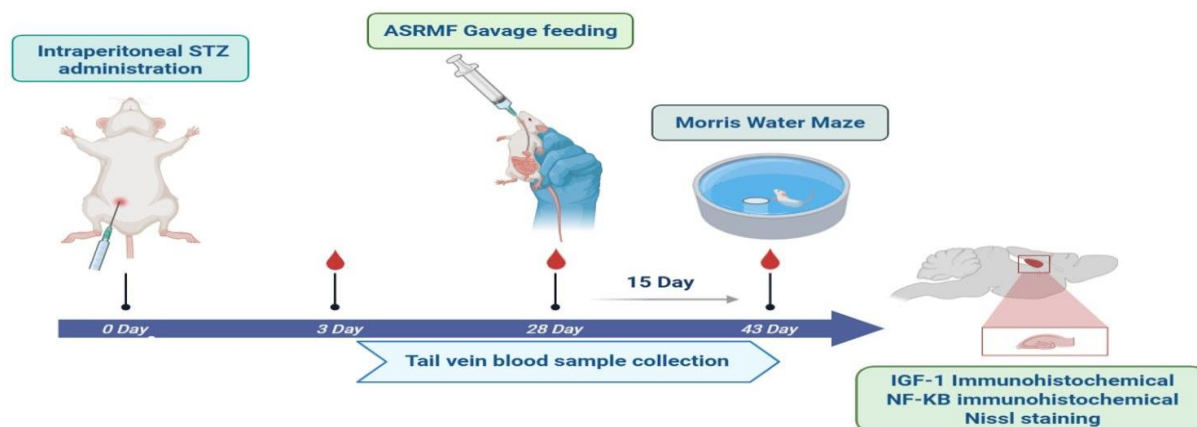 Intraperitoneal STZ
administration
ASRMF Gavage feeding
Morris Water Maze
15 Day
0 Day
3 Day
28 Day
43 Day
Tail vein blood sample collection
IGF-1 Immunohistochemical
NF-KB immunohistochemical
Nissl staining